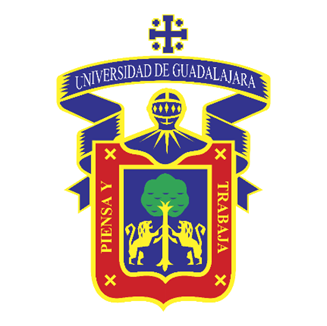 UNIVERSIDAD DE GUADALAJARA
PIENSA Y
TRABAJA